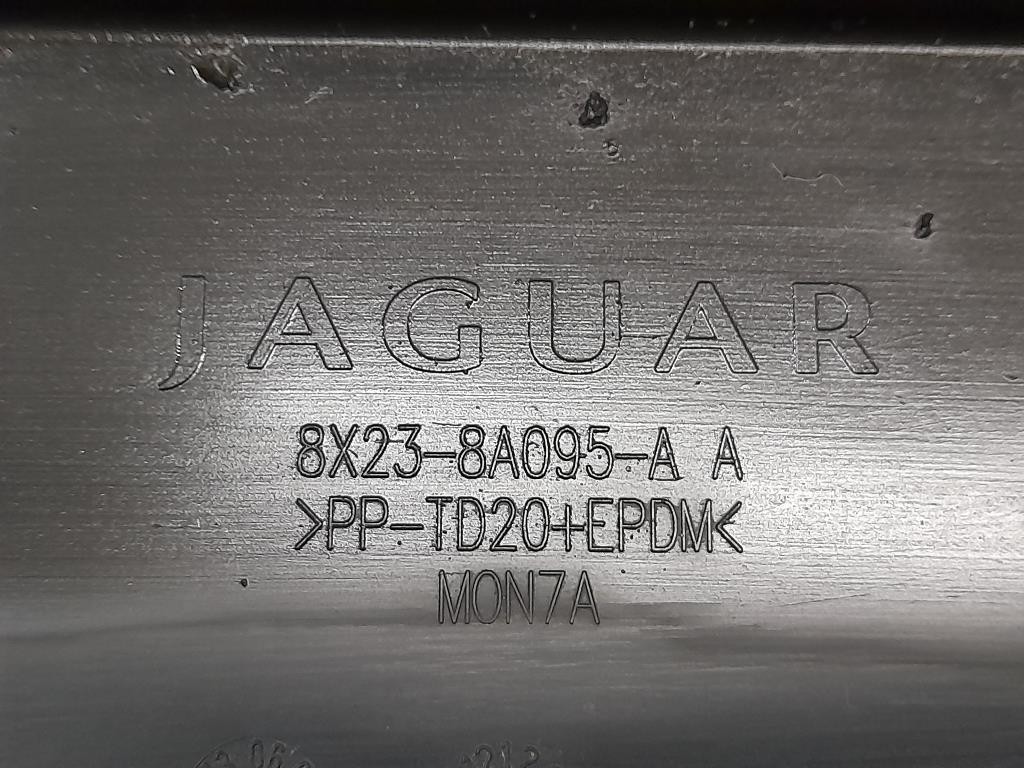 JAGUAR
8X23-8A095-A A
>PP-TD20+EPDM<
MON7A